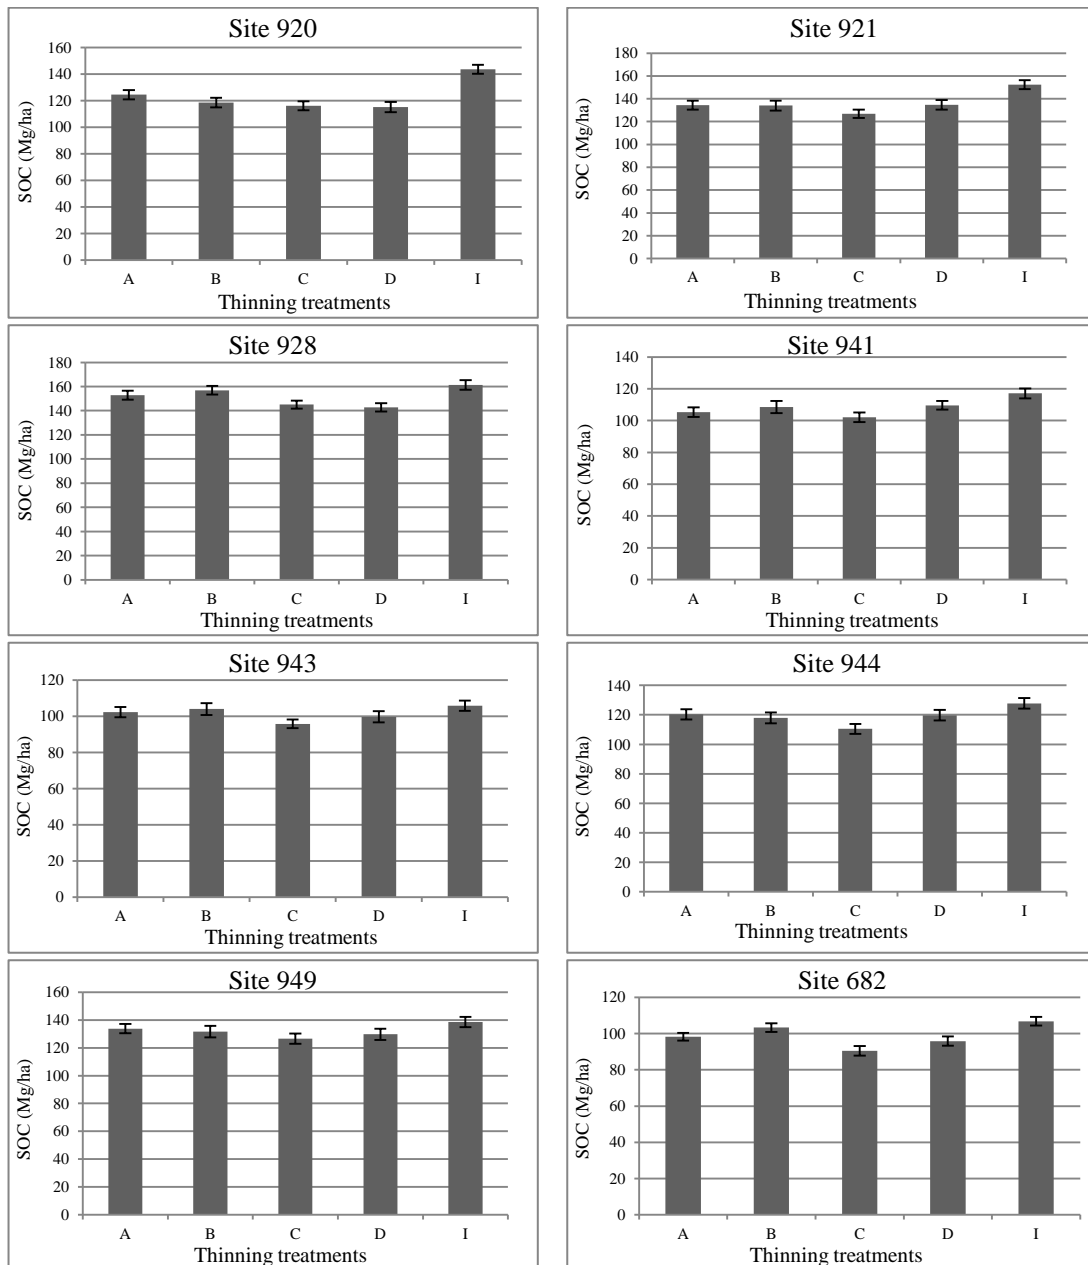 Site 920
SOC (Mg/ha)
160
140
120
100
80
60
40
20
0
A B C D I
Thinning treatments
Site 921
SOC (Mg/ha)
180
160
140
120
100
80
60
40
20
0
A B C D I
Thinning treatments
Site 928
SOC (Mg/ha)
180
160
140
120
100
80
60
40
20
0
A B C D I
Thinning treatments
Site 941
SOC (Mg/ha)
140
120
100
80
60
40
20
0
A B C D I
Thinning treatments
Site 943
SOC (Mg/ha)
120
100
80
60
40
20
0
A B C D I
Thinning treatments
Site 944
SOC (Mg/ha)
140
120
100
80
60
40
20
0
A B C D I
Thinning treatments
Site 949
SOC (Mg/ha)
160
140
120
100
80
60
40
20
0
A B C D I
Thinning treatments
Site 682
SOC (Mg/ha)
120
100
80
60
40
20
0
A B C D I
Thinning treatments